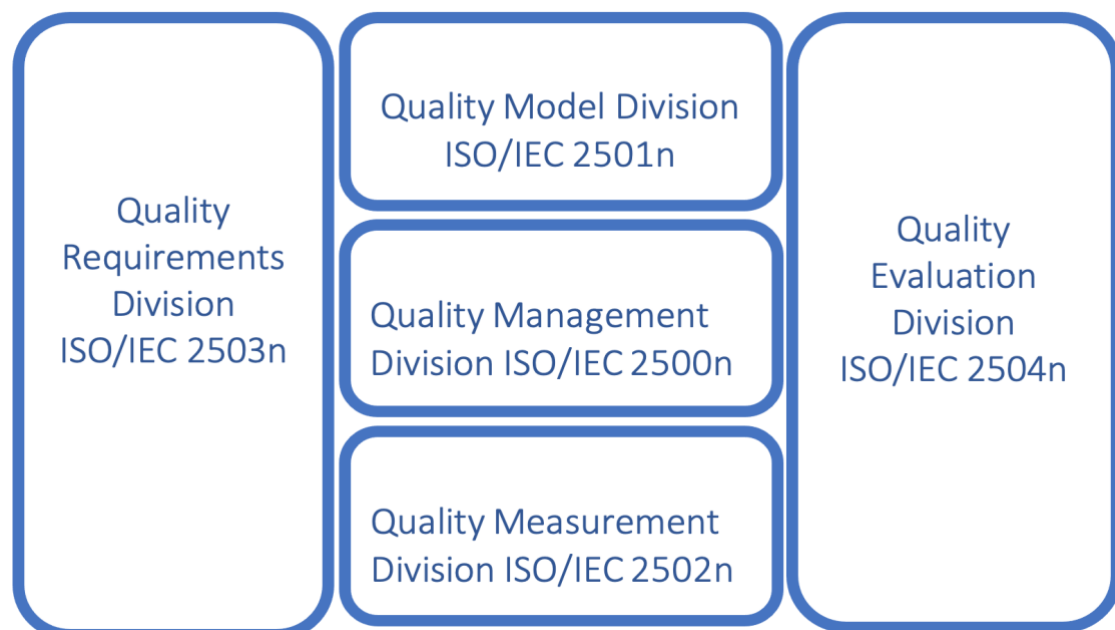 Quality
Requirements
Division
ISO/IEC 2503n
Quality Model Division
ISO/IEC 2501n
Quality Management
Division ISO/IEC 2500n
Quality Measurement
Division ISO/IEC 2502n
Quality
Evaluation
Division
ISO/IEC 2504n